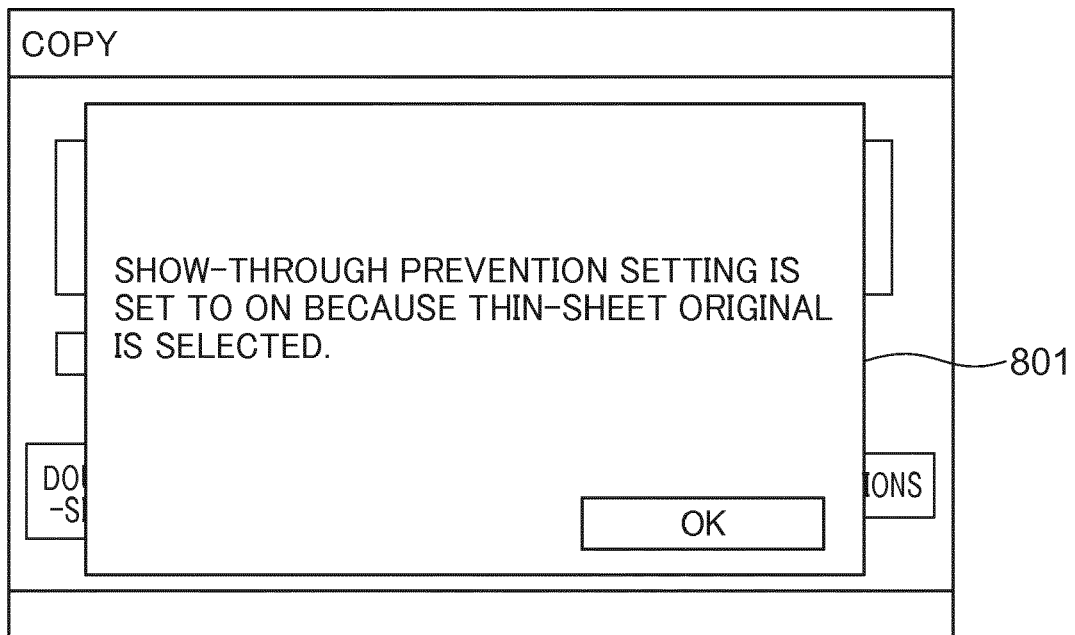 COPY
SHOW-THROUGH PREVENTION SETTING IS
SET TO ON BECAUSE THIN-SHEET ORIGINAL
IS SELECTED.
801
OK